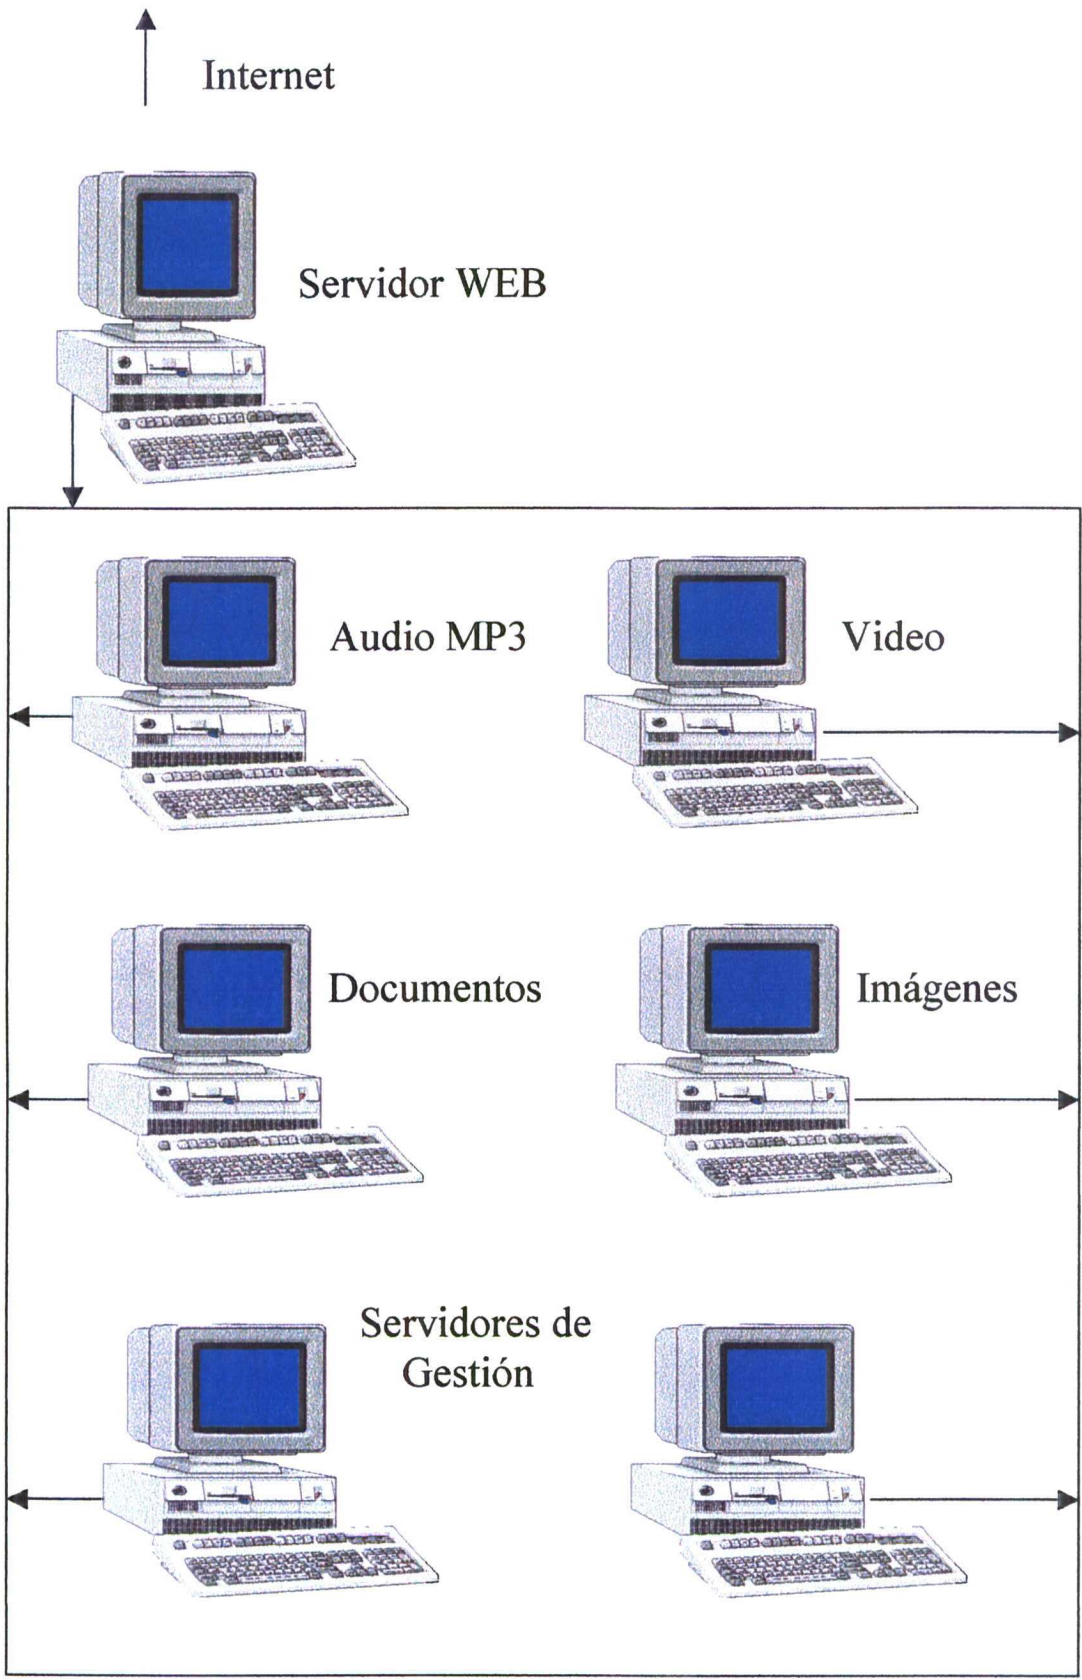 Internet
Servidor WEB
Audio MP3
Video
Documentos
Imágenes
Servidores de
Gestión